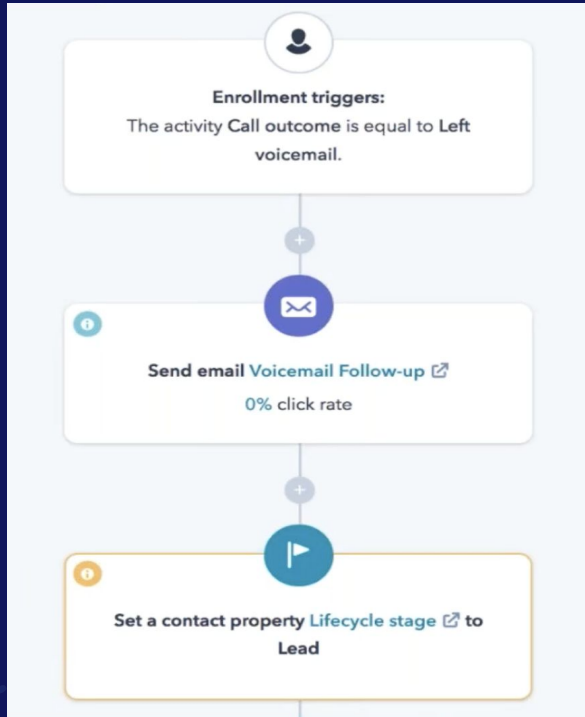 Enrollment triggers:
The activity Call outcome is equal to Left
voicemail.
Send email Voicemail Follow-up
0% click rate
Set a contact property Lifecycle stage to
Lead